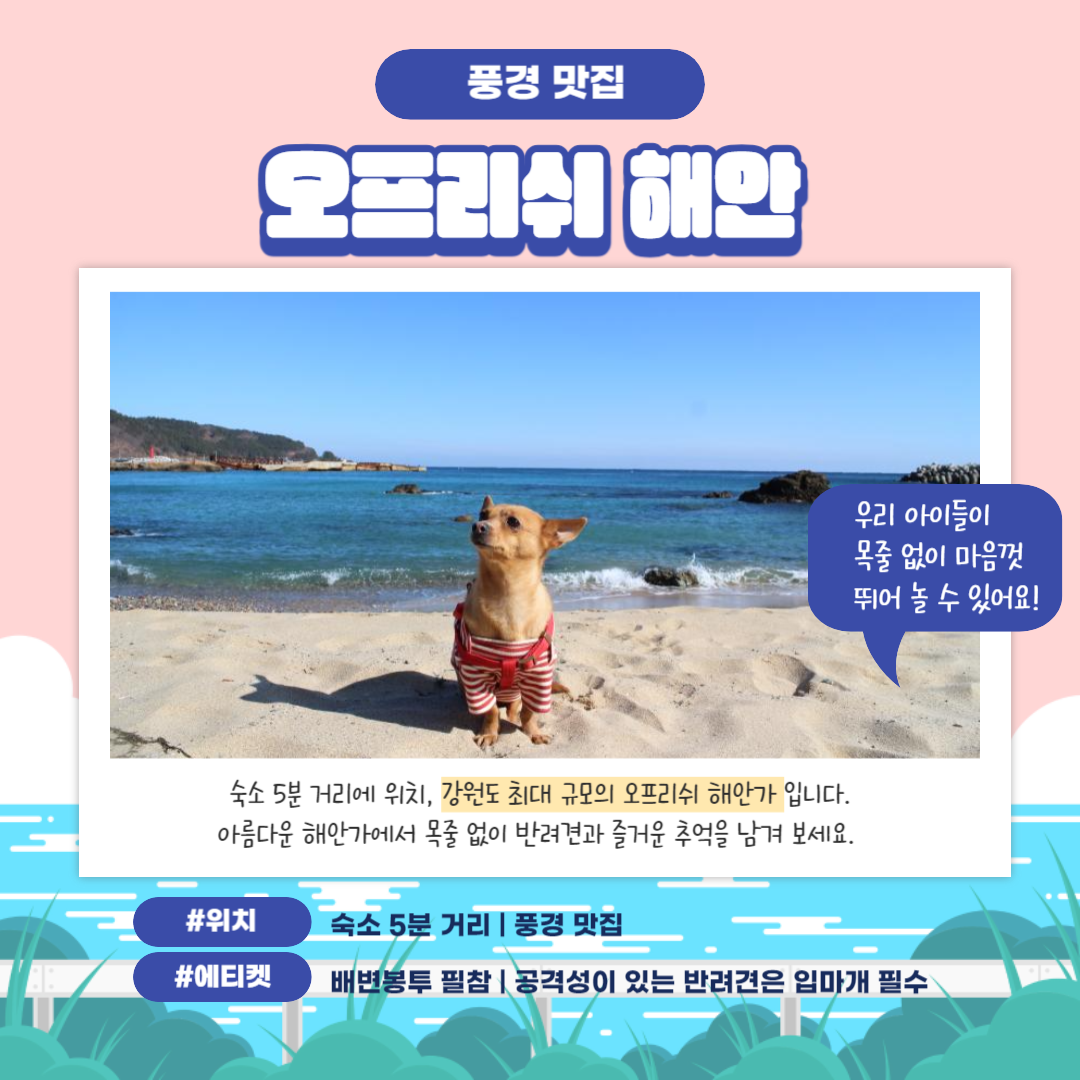 풍경 맛집
오프리쉬 해안
우리 아이들이
목줄 없이 마음껏
뛰어 놀 수 있어요!
숙소 5분 거리에 위치, 강원도 최대 규모의 오프리쉬 해안가 입니다.
아름다운 해안가에서 목줄 없이 반려견과 즐거운 추억을 남겨 보세요.
#위치 숙소 5분 거리 | 풍경 맛집
#에티켓 배변봉투 필참 | 공격성이 있는 반려견은 입마개 필수